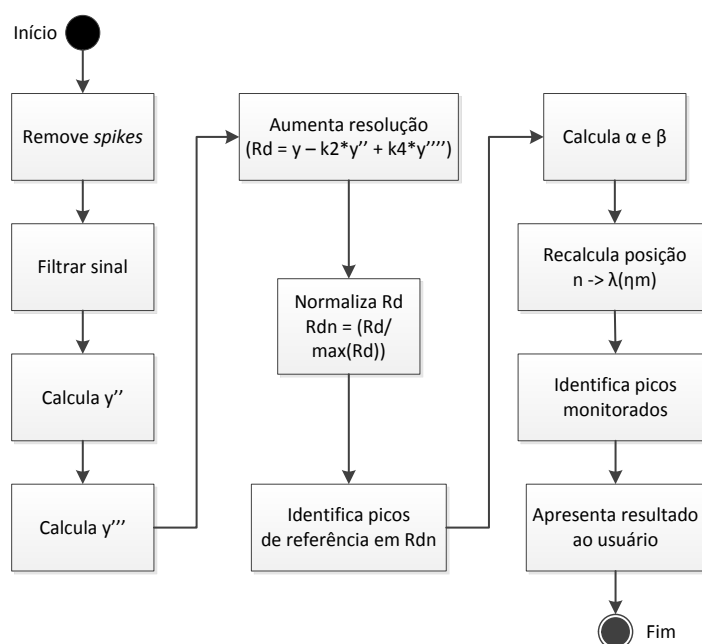 Início
Remove spikes
Filtrar sinal
Calcula y''
Calcula y'''
Aumenta resolução
(Rd = y – k2*y'' + k4*y'''')
Normaliza Rd
Rdn = (Rd/
max(Rd))
Identifica picos
de referência em Rdn
Calcula α e β
Recalcula posição
n -> λ(ηm)
Identifica picos
monitorados
Apresenta resultado
ao usuário
Fim